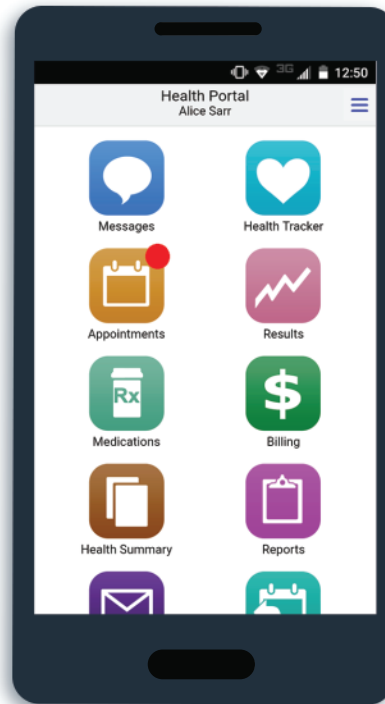 3G 12:50
Health Portal
Alice Sarr
Messages Health Tracker
Appointments Results
Rx $
Medications Billing
Health Summary Reports